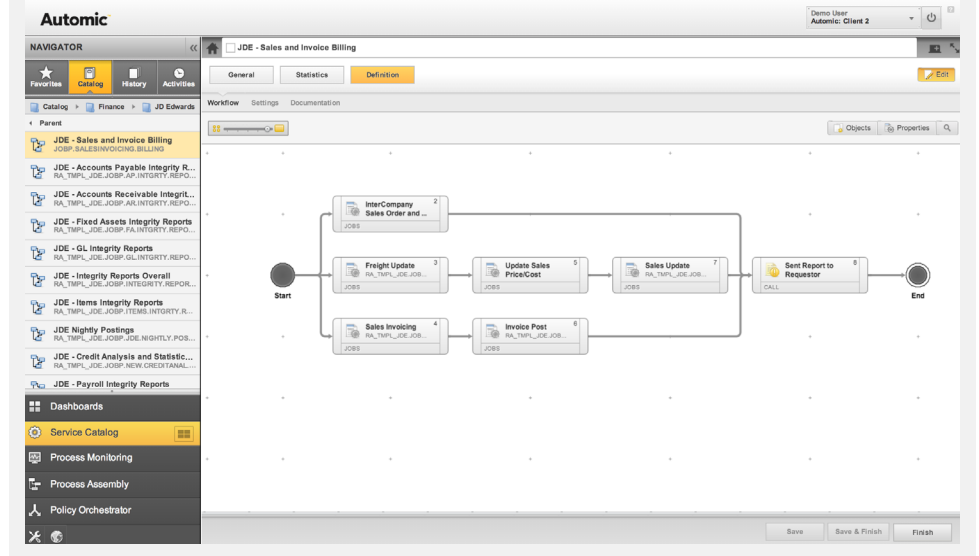 Automic
Demo User
Automic: Client 2
NAVIGATOR
JDE - Sales and Invoice Billing
Favorites
Catalog
History
Activities
General
Statistics
Definition
Edit
Catalog
Finance
JD Edwards
Workflow
Settings
Documentation
Parent
Objects
Properties
JDE - Sales and Invoice Billing
JOBP.SALESINVOICING.BILLING
JDE - Accounts Payable Integrity R...
RA_TMPL_JDE.JOBP.AP.INTGRTY.REPO...
JDE - Accounts Receivable Integrit...
RA_TMPL_JDE.JOBP.AR.INTGRTY.REPO...
JDE - Fixed Assets Integrity Reports
RA_TMPL_JDE.JOBP.FA.INTGRTY.REPO...
JDE - GL Integrity Reports
RA_TMPL_JDE.JOBP.GL.INTGRTY.REPO...
JDE - Integrity Reports Overall
RA_TMPL_JDE.JOBP.INTEGRITY.REPOR...
JDE - Items Integrity Reports
RA_TMPL_JDE.JOBP.ITEMS.INTGRTY.R...
JDE Nightly Postings
RA_TMPL_JDE.JOBP.JDE.NIGHTLY.POS...
JDE - Credit Analysis and Statistic...
RA_TMPL_JDE.JOBP.NEW.CREDITANAL...
JDE - Payroll Integrity Reports
Dashboards
Service Catalog
Process Monitoring
Process Assembly
Policy Orchestrator
Start
InterCompany 2
Sales Order and ...
JOBS
Freight Update 3
RA_TMPL_JDE.JOB...
JOBS
Update Sales 5
Price/Cost
JOBS
Sales Update 7
RA_TMPL_JDE.JOB...
JOBS
Sent Report to 8
Requestor
CALL
End
Sales Invoicing 4
RA_TMPL_JDE.JOB...
JOBS
Invoice Post 6
RA_TMPL_JDE.JOB...
JOBS
Save
Save & Finish
Finish